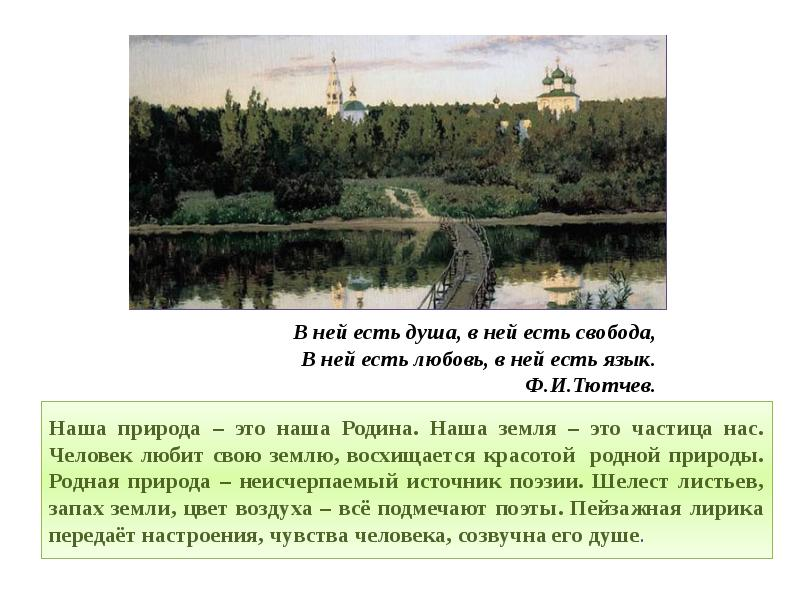 В ней есть душа, в ней есть свобода,
В ней есть любовь, в ней есть язык.
Ф.И.Тютчев.
Наша природа – это наша Родина. Наша земля – это частица нас.
Человек любит свою землю, восхищается красотой родной природы.
Родная природа – неисчерпаемый источник поэзии. Шелест листьев,
запах земли, цвет воздуха – всё подмечают поэты. Пейзажная лирика
передаёт настроения, чувства человека, созвучна его душе.